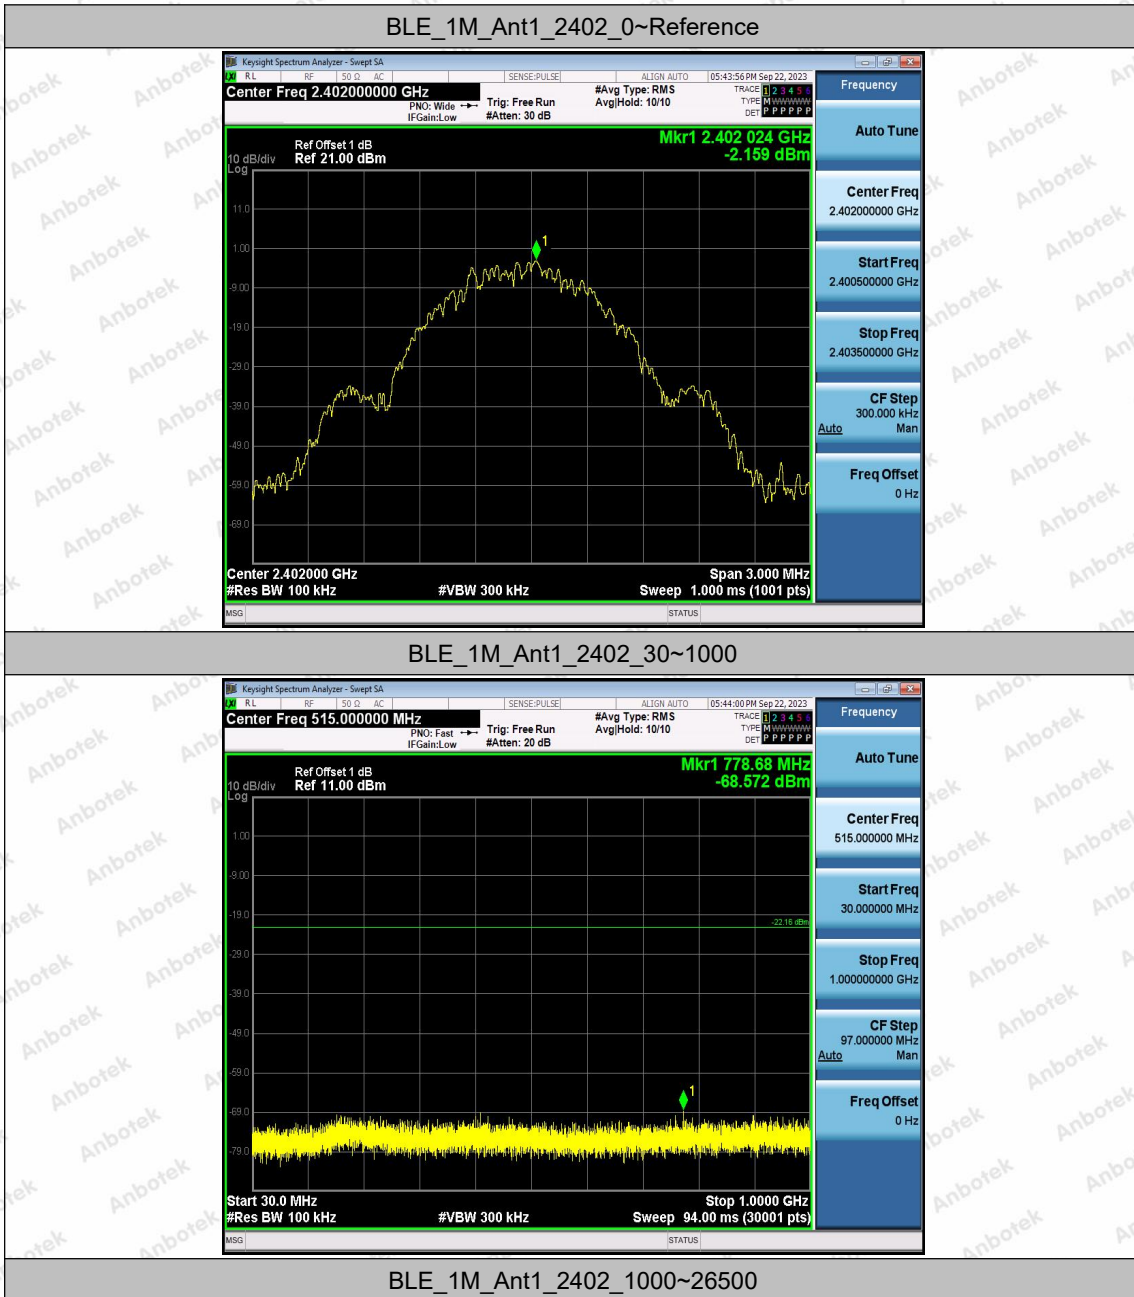 BLE_1M_Ant1_2402_0~Reference
Keysight Spectrum Analyzer - Swept SA
LXI RL RF 50 Ω AC SENSE:PULSE ALIGN AUTO 05:43:56 PM Sep 22, 2023
Center Freq 2.402000000 GHz
PNO: Wide
IFGain:Low
Trig: Free Run
#Atten: 30 dB
#Avg Type: RMS
Avg|Hold: 10/10
TRACE 1 2 3 4 5 6
TYPE M W W W W W
DET P P P P P P
Frequency
Auto Tune
Center Freq
2.402000000 GHz
Start Freq
2.400500000 GHz
Stop Freq
2.403500000 GHz
CF Step
300.000 kHz
Auto Man
Freq Offset
0 Hz
Mkr1 2.402 024 GHz
-2.159 dBm
Ref Offset 1 dB
10 dB/div Ref 21.00 dBm
Log
11.0
1.00
-9.00
-19.0
-29.0
-39.0
-49.0
-59.0
-69.0
1
Center 2.402000 GHz Span 3.000 MHz
#Res BW 100 kHz #VBW 300 kHz Sweep 1.000 ms (1001 pts)
MSG STATUS
BLE_1M_Ant1_2402_30~1000
Keysight Spectrum Analyzer - Swept SA
LXI RL RF 50 Ω AC SENSE:PULSE ALIGN AUTO 05:44:00 PM Sep 22, 2023
Center Freq 515.000000 MHz
PNO: Fast
IFGain:Low
Trig: Free Run
#Atten: 20 dB
#Avg Type: RMS
Avg|Hold: 10/10
TRACE 1 2 3 4 5 6
TYPE M W W W W W
DET P P P P P P
Frequency
Auto Tune
Center Freq
515.000000 MHz
Start Freq
30.000000 MHz
Stop Freq
1.000000000 GHz
CF Step
97.000000 MHz
Auto Man
Freq Offset
0 Hz
Mkr1 778.68 MHz
-68.572 dBm
Ref Offset 1 dB
10 dB/div Ref 11.00 dBm
Log
1.00
-9.00
-19.0
-29.0
-39.0
-49.0
-59.0
-69.0
-79.0
-22.16 dBm
1
Start 30.0 MHz Stop 1.0000 GHz
#Res BW 100 kHz #VBW 300 kHz Sweep 94.00 ms (30001 pts)
MSG STATUS
BLE_1M_Ant1_2402_1000~26500
Anbotek